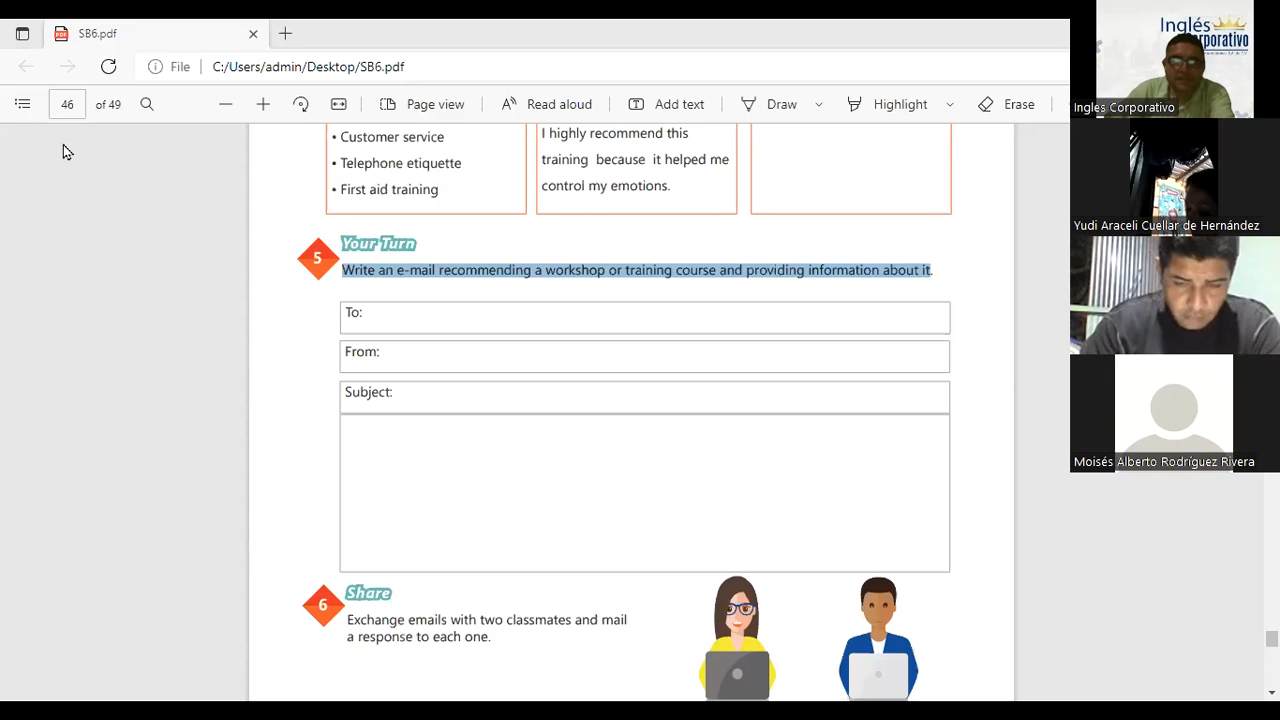 SB6.pdf
File C:/Users/admin/Desktop/SB6.pdf
46 of 49 Page view Read aloud Add text Draw Highlight Erase
• Customer service
• Telephone etiquette
• First aid training
I highly recommend this
training because it helped me
control my emotions.
5 Your Turn
Write an e-mail recommending a workshop or training course and providing information about it.
To:
From:
Subject:
6 Share
Exchange emails with two classmates and mail
a response to each one.
Inglés
Corporativo
Ingles Corporativo
Yudi Araceli Cuellar de Hernández
Moisés Alberto Rodríguez Rivera